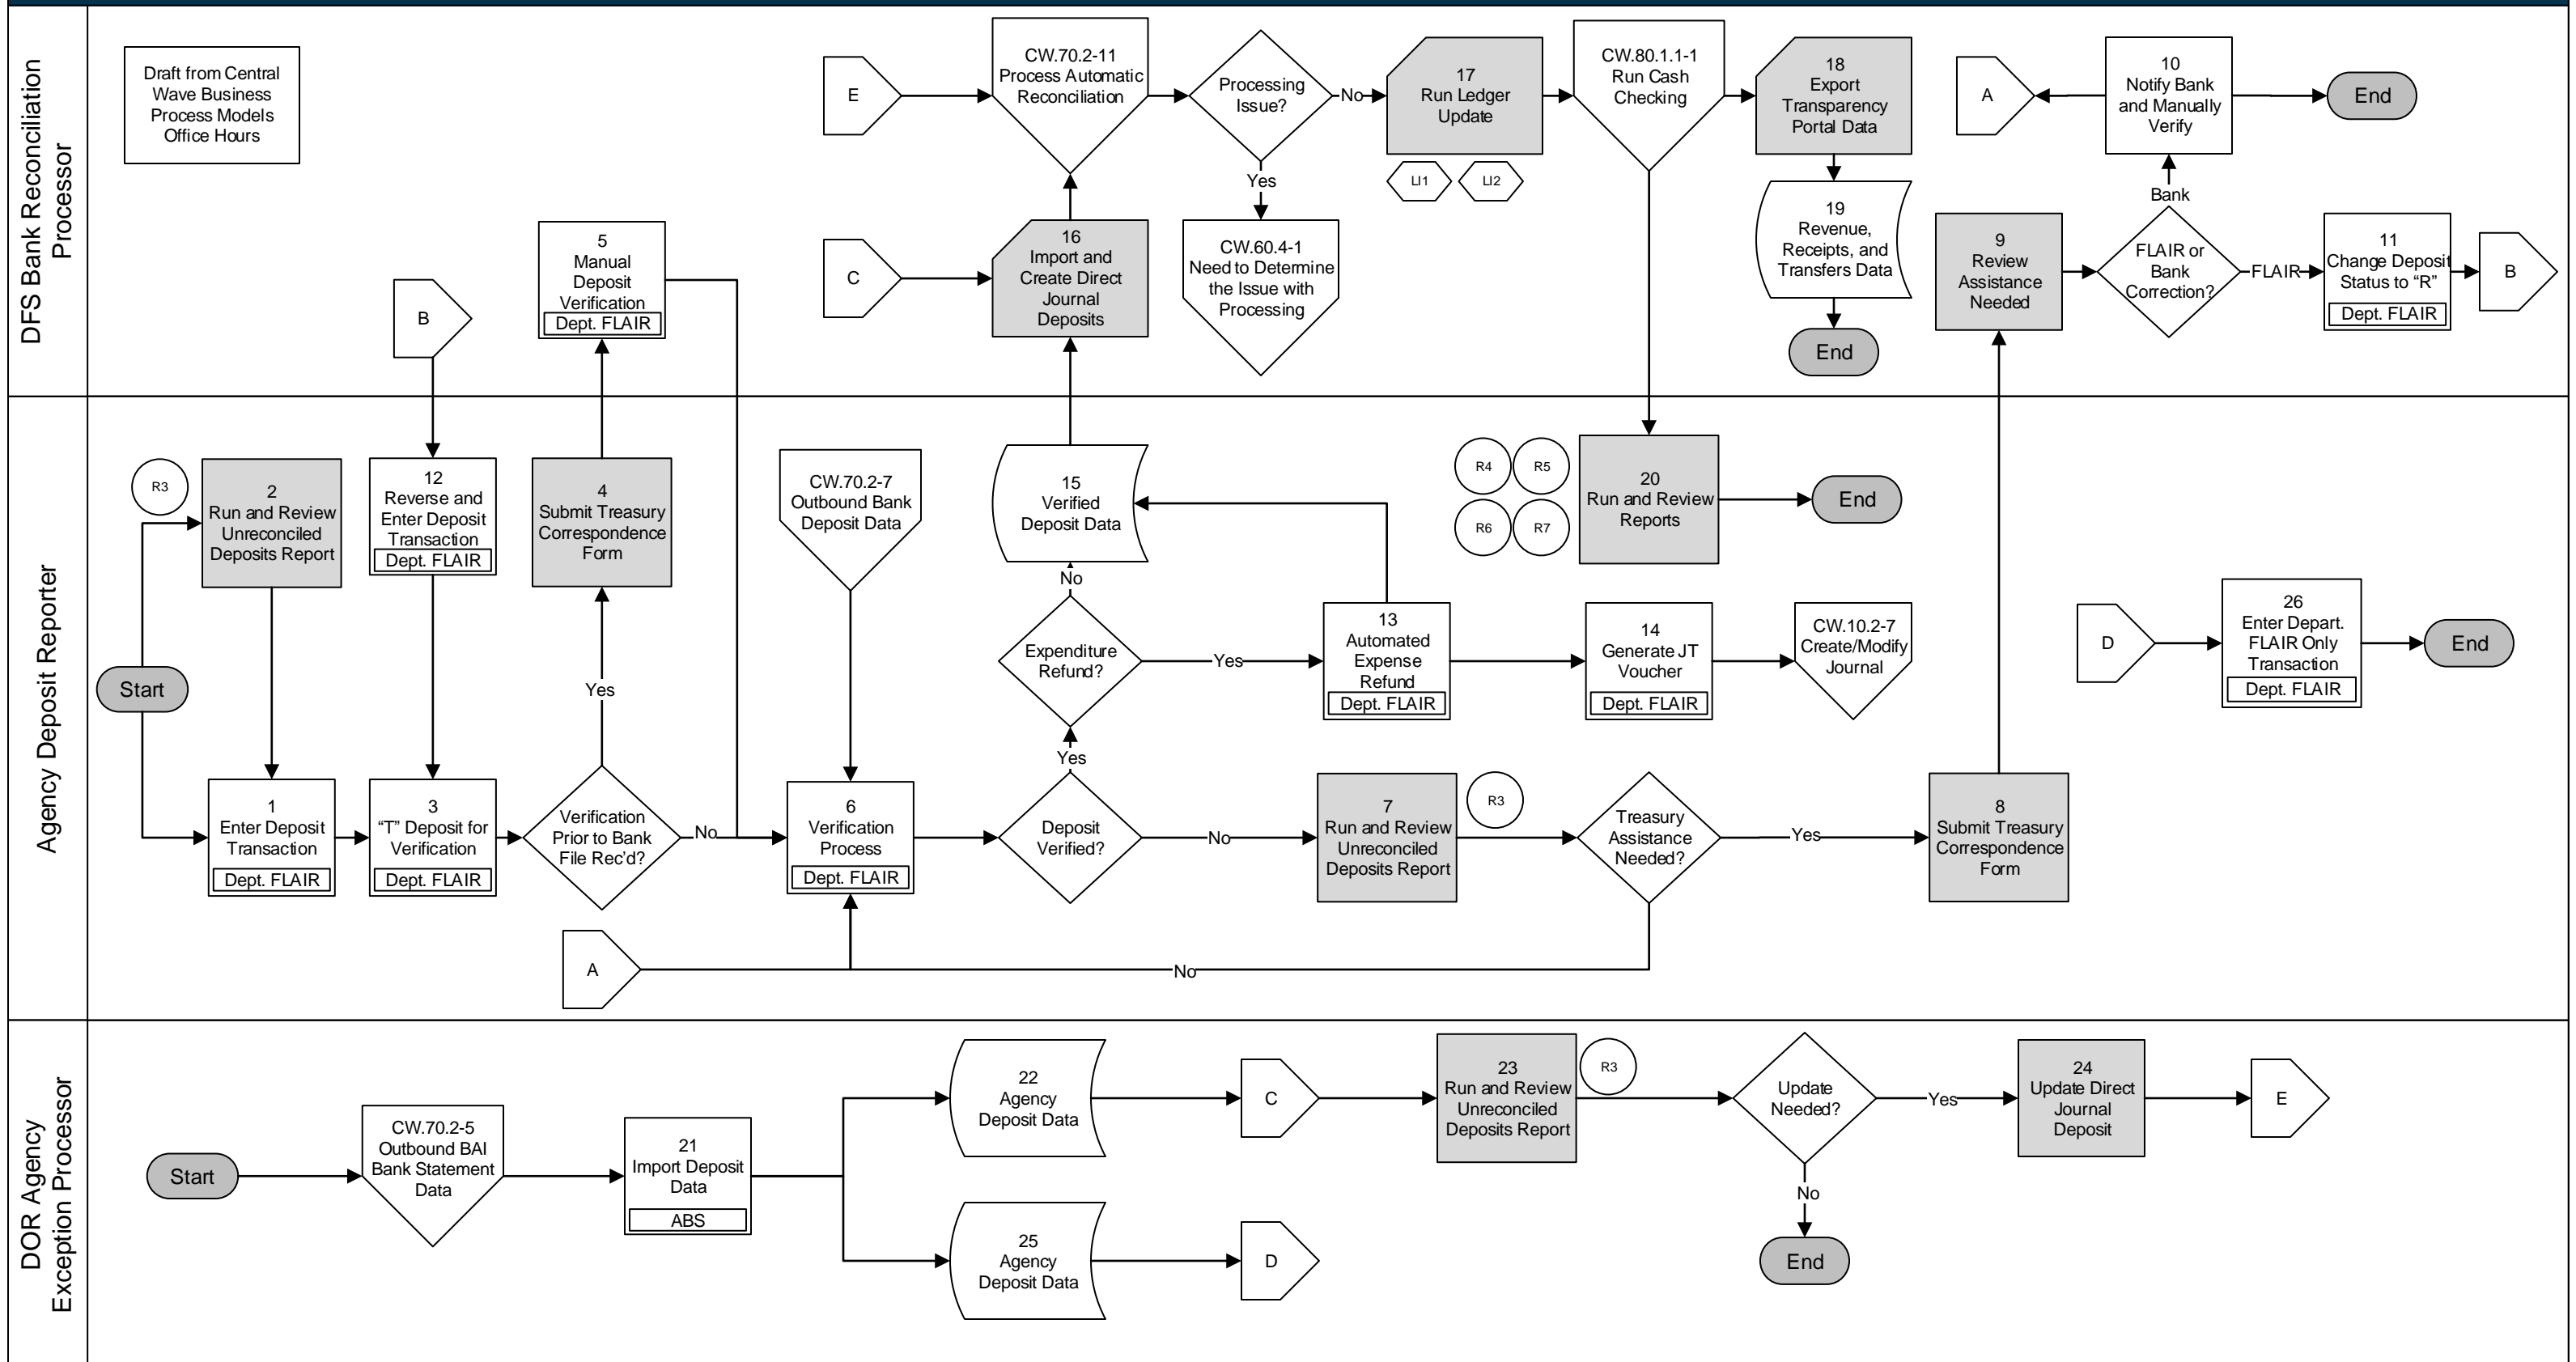 DFS Bank Reconciliation
Processor
Draft from Central
Wave Business
Process Models
Office Hours
E
CW.70.2-11
Process Automatic
Reconciliation
Processing
Issue?
No
17
Run Ledger
Update
LI1
LI2
CW.80.1.1-1
Run Cash
Checking
18
Export
Transparency
Portal Data
A
10
Notify Bank
and Manually
Verify
End
Yes
Bank
5
Manual
Deposit
Verification
Dept. FLAIR
B
C
16
Import and
Create Direct
Journal
Deposits
CW.60.4-1
Need to Determine
the Issue with
Processing
19
Revenue,
Receipts, and
Transfers Data
End
9
Review
Assistance
Needed
FLAIR or
Bank
Correction?
FLAIR
11
Change Deposit
Status to “R”
Dept. FLAIR
B
Agency Deposit Reporter
R3
2
Run and Review
Unreconciled
Deposits Report
12
Reverse and
Enter Deposit
Transaction
Dept. FLAIR
4
Submit Treasury
Correspondence
Form
CW.70.2-7
Outbound Bank
Deposit Data
15
Verified
Deposit Data
R4
R5
R6
R7
20
Run and Review
Reports
End
No
Start
Yes
Expenditure
Refund?
Yes
13
Automated
Expense
Refund
Dept. FLAIR
14
Generate JT
Voucher
Dept. FLAIR
CW.10.2-7
Create/Modify
Journal
D
26
Enter Depart.
FLAIR Only
Transaction
Dept. FLAIR
End
Yes
1
Enter Deposit
Transaction
Dept. FLAIR
3
“T” Deposit for
Verification
Dept. FLAIR
Verification
Prior to Bank
File Rec’d?
No
6
Verification
Process
Dept. FLAIR
Deposit
Verified?
No
7
Run and Review
Unreconciled
Deposits Report
R3
Treasury
Assistance
Needed?
Yes
8
Submit Treasury
Correspondence
Form
A
No
DOR Agency
Exception Processor
Start
CW.70.2-5
Outbound BAI
Bank Statement
Data
21
Import Deposit
Data
ABS
22
Agency
Deposit Data
C
23
Run and Review
Unreconciled
Deposits Report
R3
Update
Needed?
Yes
24
Update Direct
Journal
Deposit
E
No
End
25
Agency
Deposit Data
D